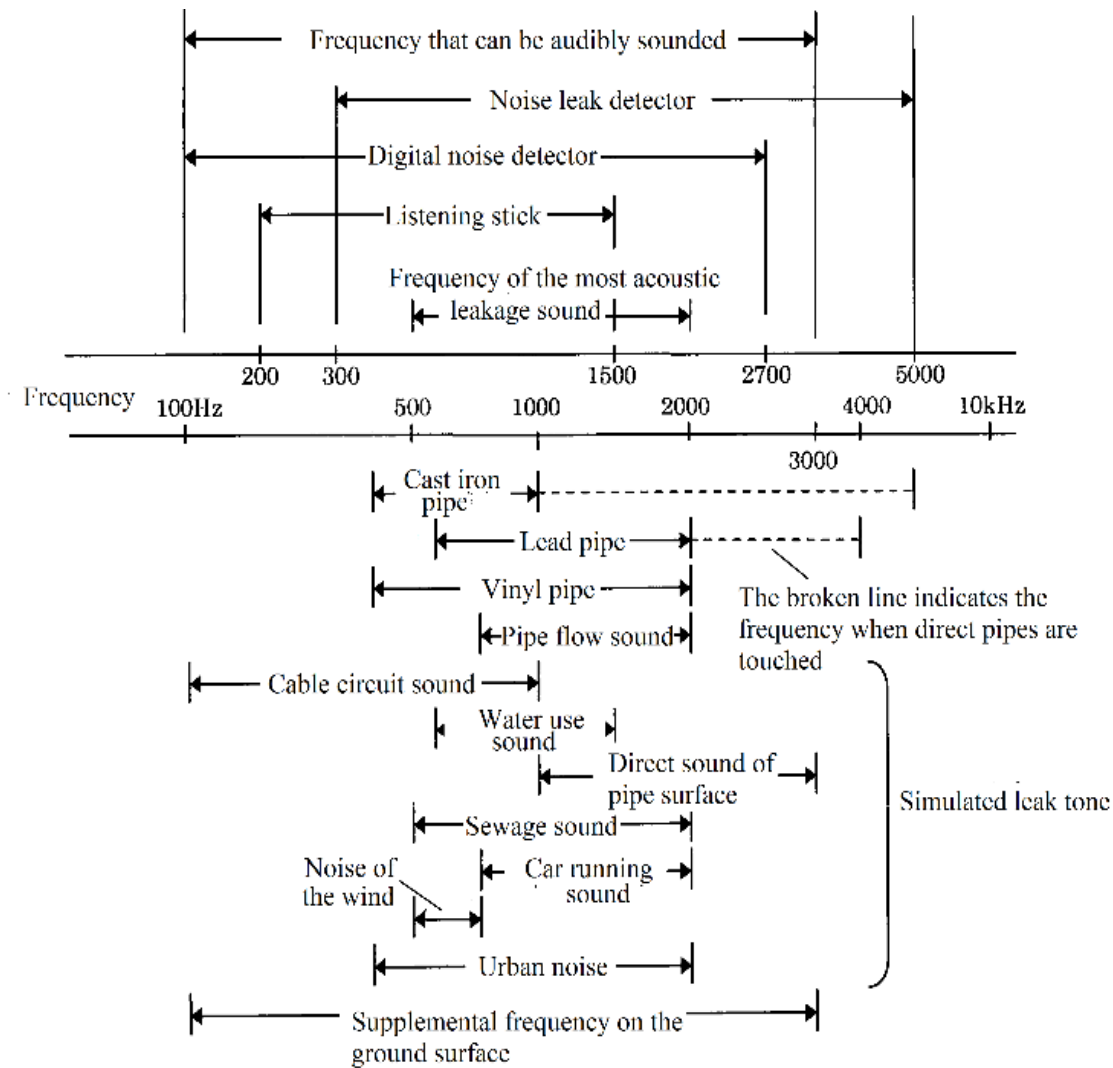 Frequency that can be audibly sounded
Noise leak detector
Digital noise detector
Listening stick
Frequency of the most acoustic
leakage sound
200 300 1500 2700 5000
Frequency
100Hz 500 1000 2000 4000 10kHz
3000
Cast iron
pipe
Lead pipe
Vinyl pipe
The broken line indicates the
frequency when direct pipes are
touched
Pipe flow sound
Cable circuit sound
Water use
sound
Direct sound of
pipe surface
Simulated leak tone
Sewage sound
Noise of
the wind
Car running
sound
Urban noise
Supplemental frequency on the
ground surface